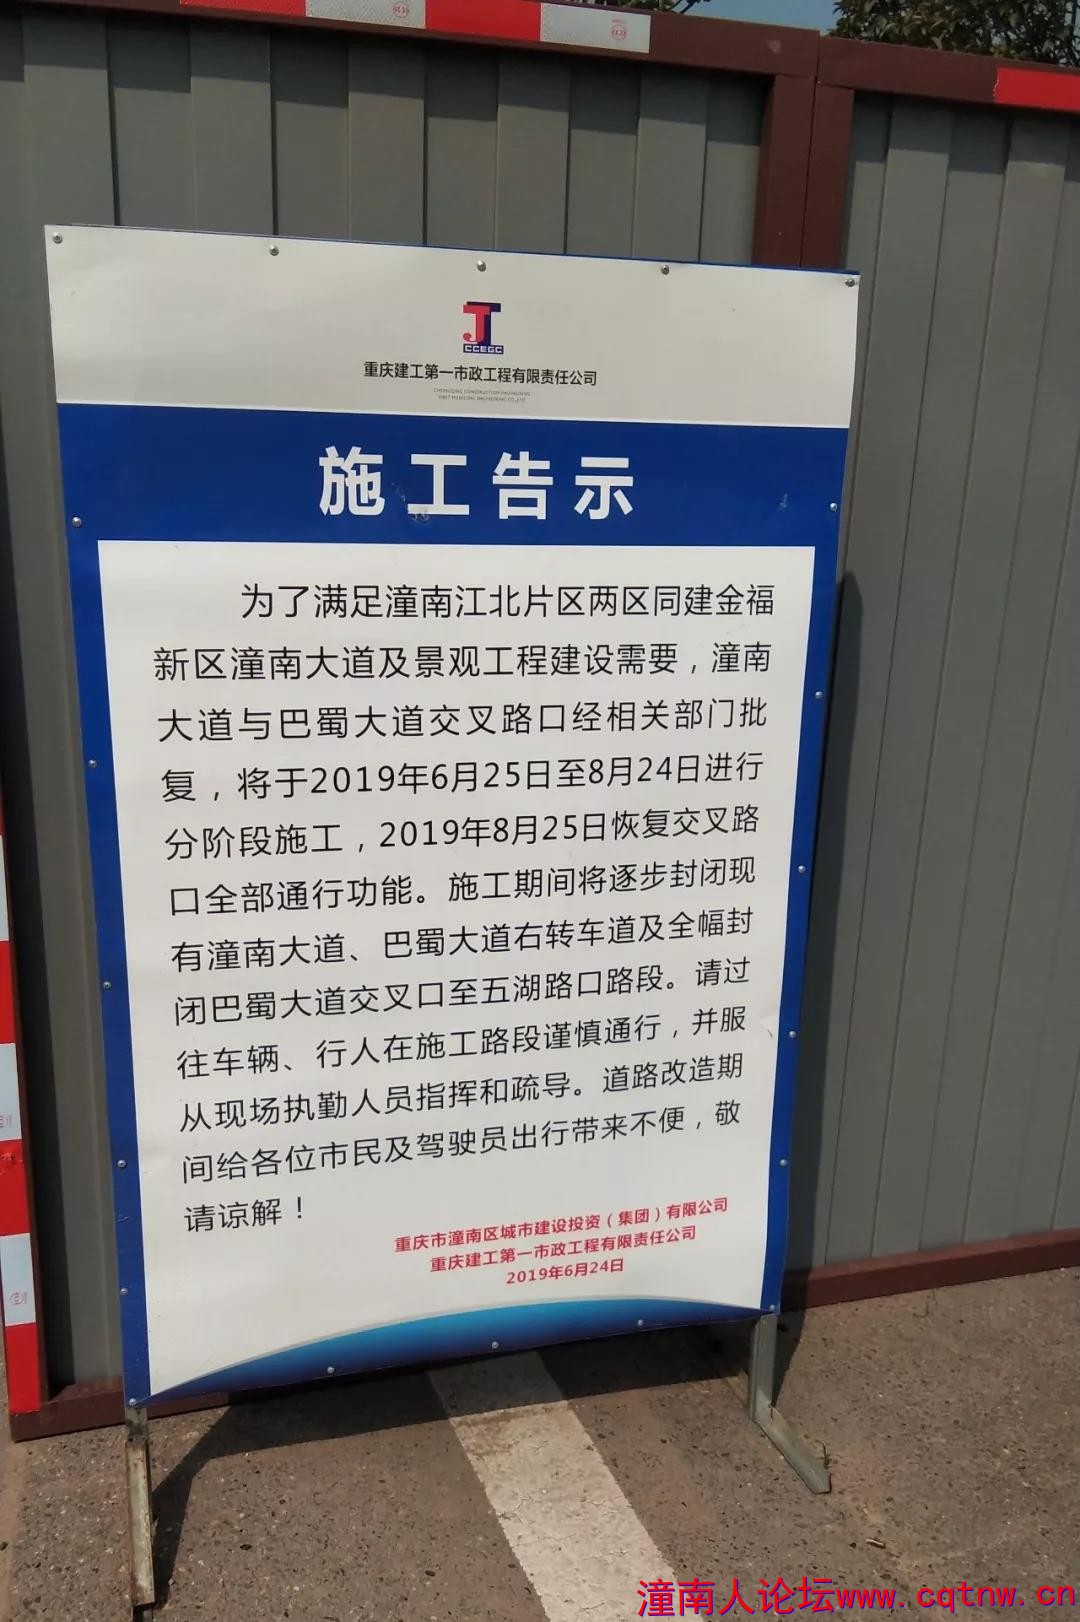 JT
CCEGC
重庆建工第一市政工程有限责任公司
CHONGQING CONSTRUCTION ENGINEERING
FIRST MUNICIPAL ENGINEERING CO.,LTD
施工告示
为了满足潼南江北片区两区同建金福
新区潼南大道及景观工程建设需要，潼南
大道与巴蜀大道交叉路口经相关部门批
复，将于2019年6月25日至8月24日进行
分阶段施工，2019年8月25日恢复交叉路
口全部通行功能。施工期间将逐步封闭现
有潼南大道、巴蜀大道右转车道及全幅封
闭巴蜀大道交叉口至五湖路口路段。请过
往车辆、行人在施工路段谨慎通行，并服
从现场执勤人员指挥和疏导。道路改造期
间给各位市民及驾驶员出行带来不便，敬
请谅解！
重庆市潼南区城市建设投资（集团）有限公司
重庆建工第一市政工程有限责任公司
2019年6月24日
潼南人论坛www.cqtnw.cn